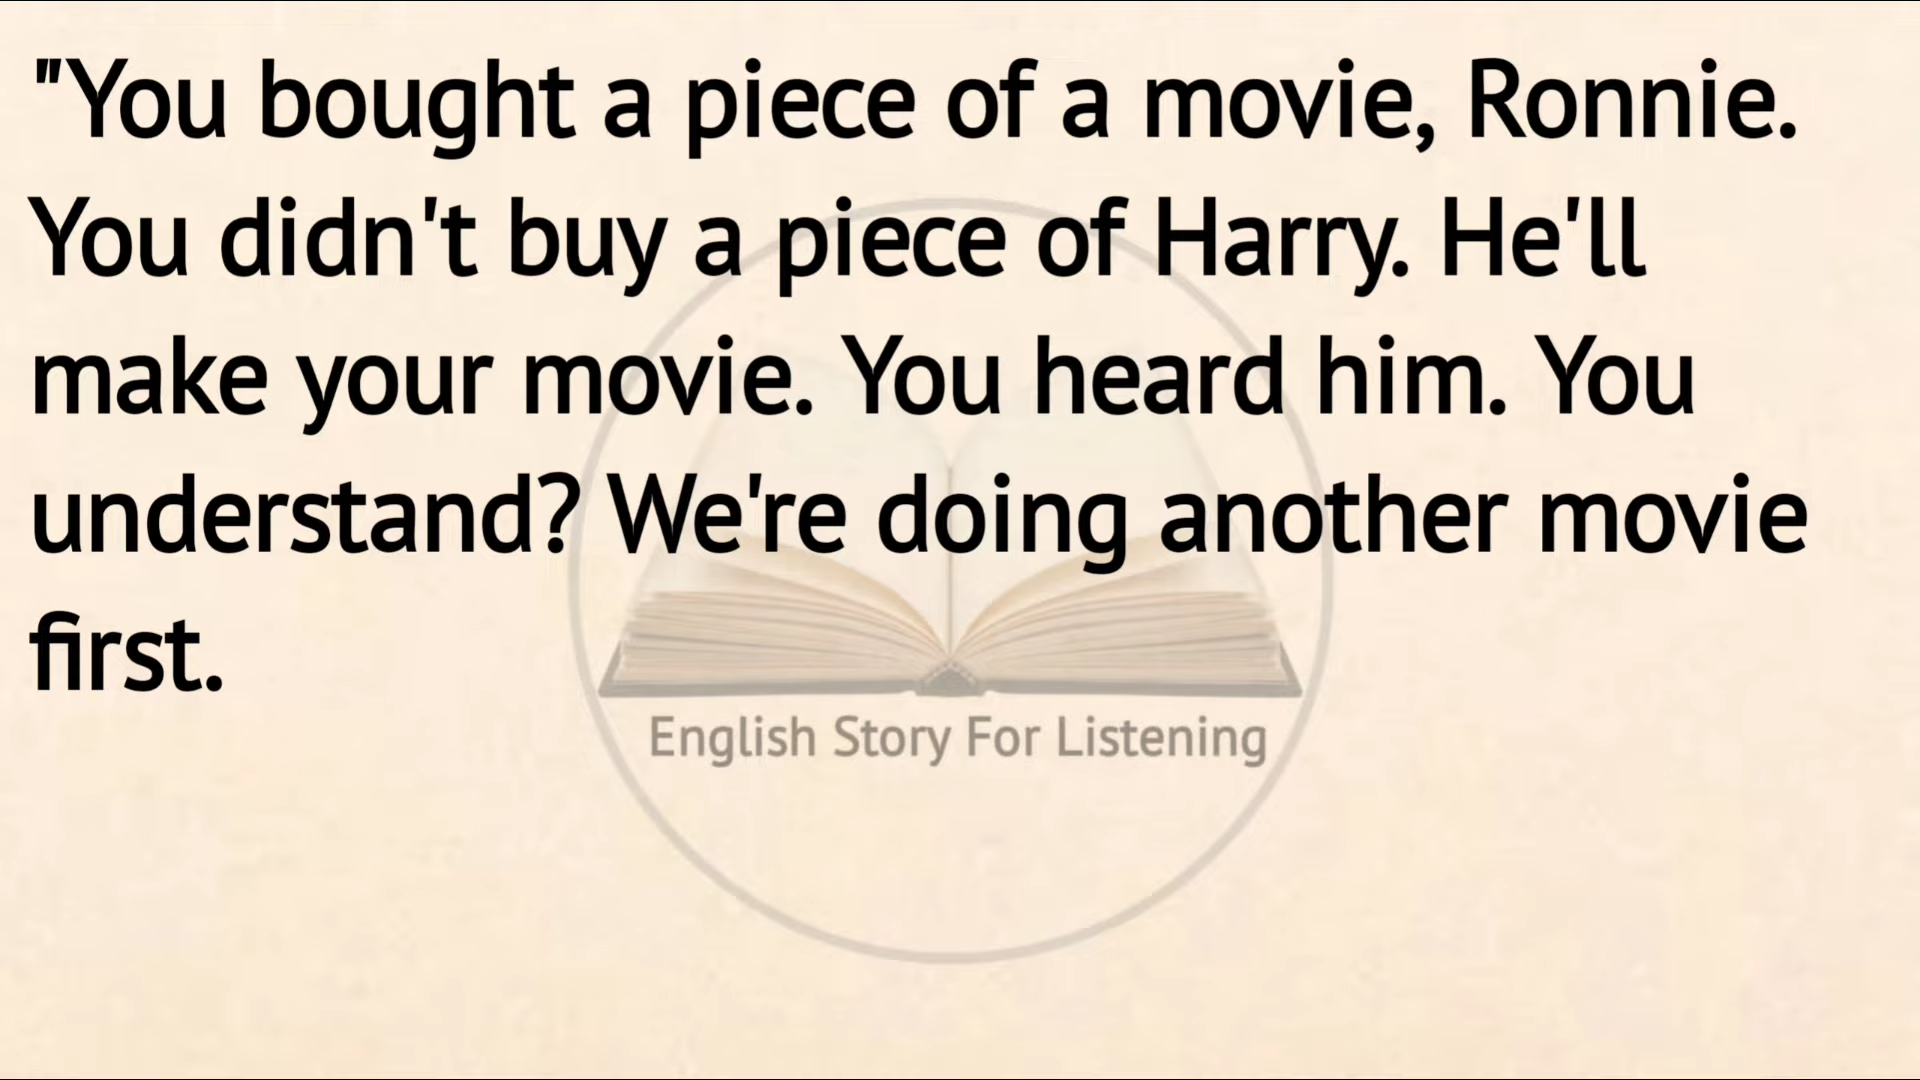 "You bought a piece of a movie, Ronnie.
You didn't buy a piece of Harry. He'll
make your movie. You heard him. You
understand? We're doing another movie
first.
English Story For Listening